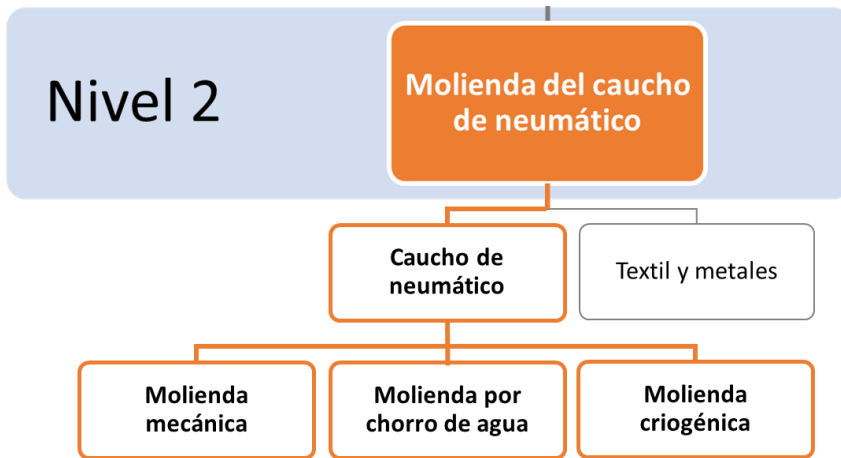 Nivel 2
Molienda del caucho
de neumático
Caucho de
neumático
Textil y metales
Molienda
mecánica
Molienda por
chorro de agua
Molienda
criogénica